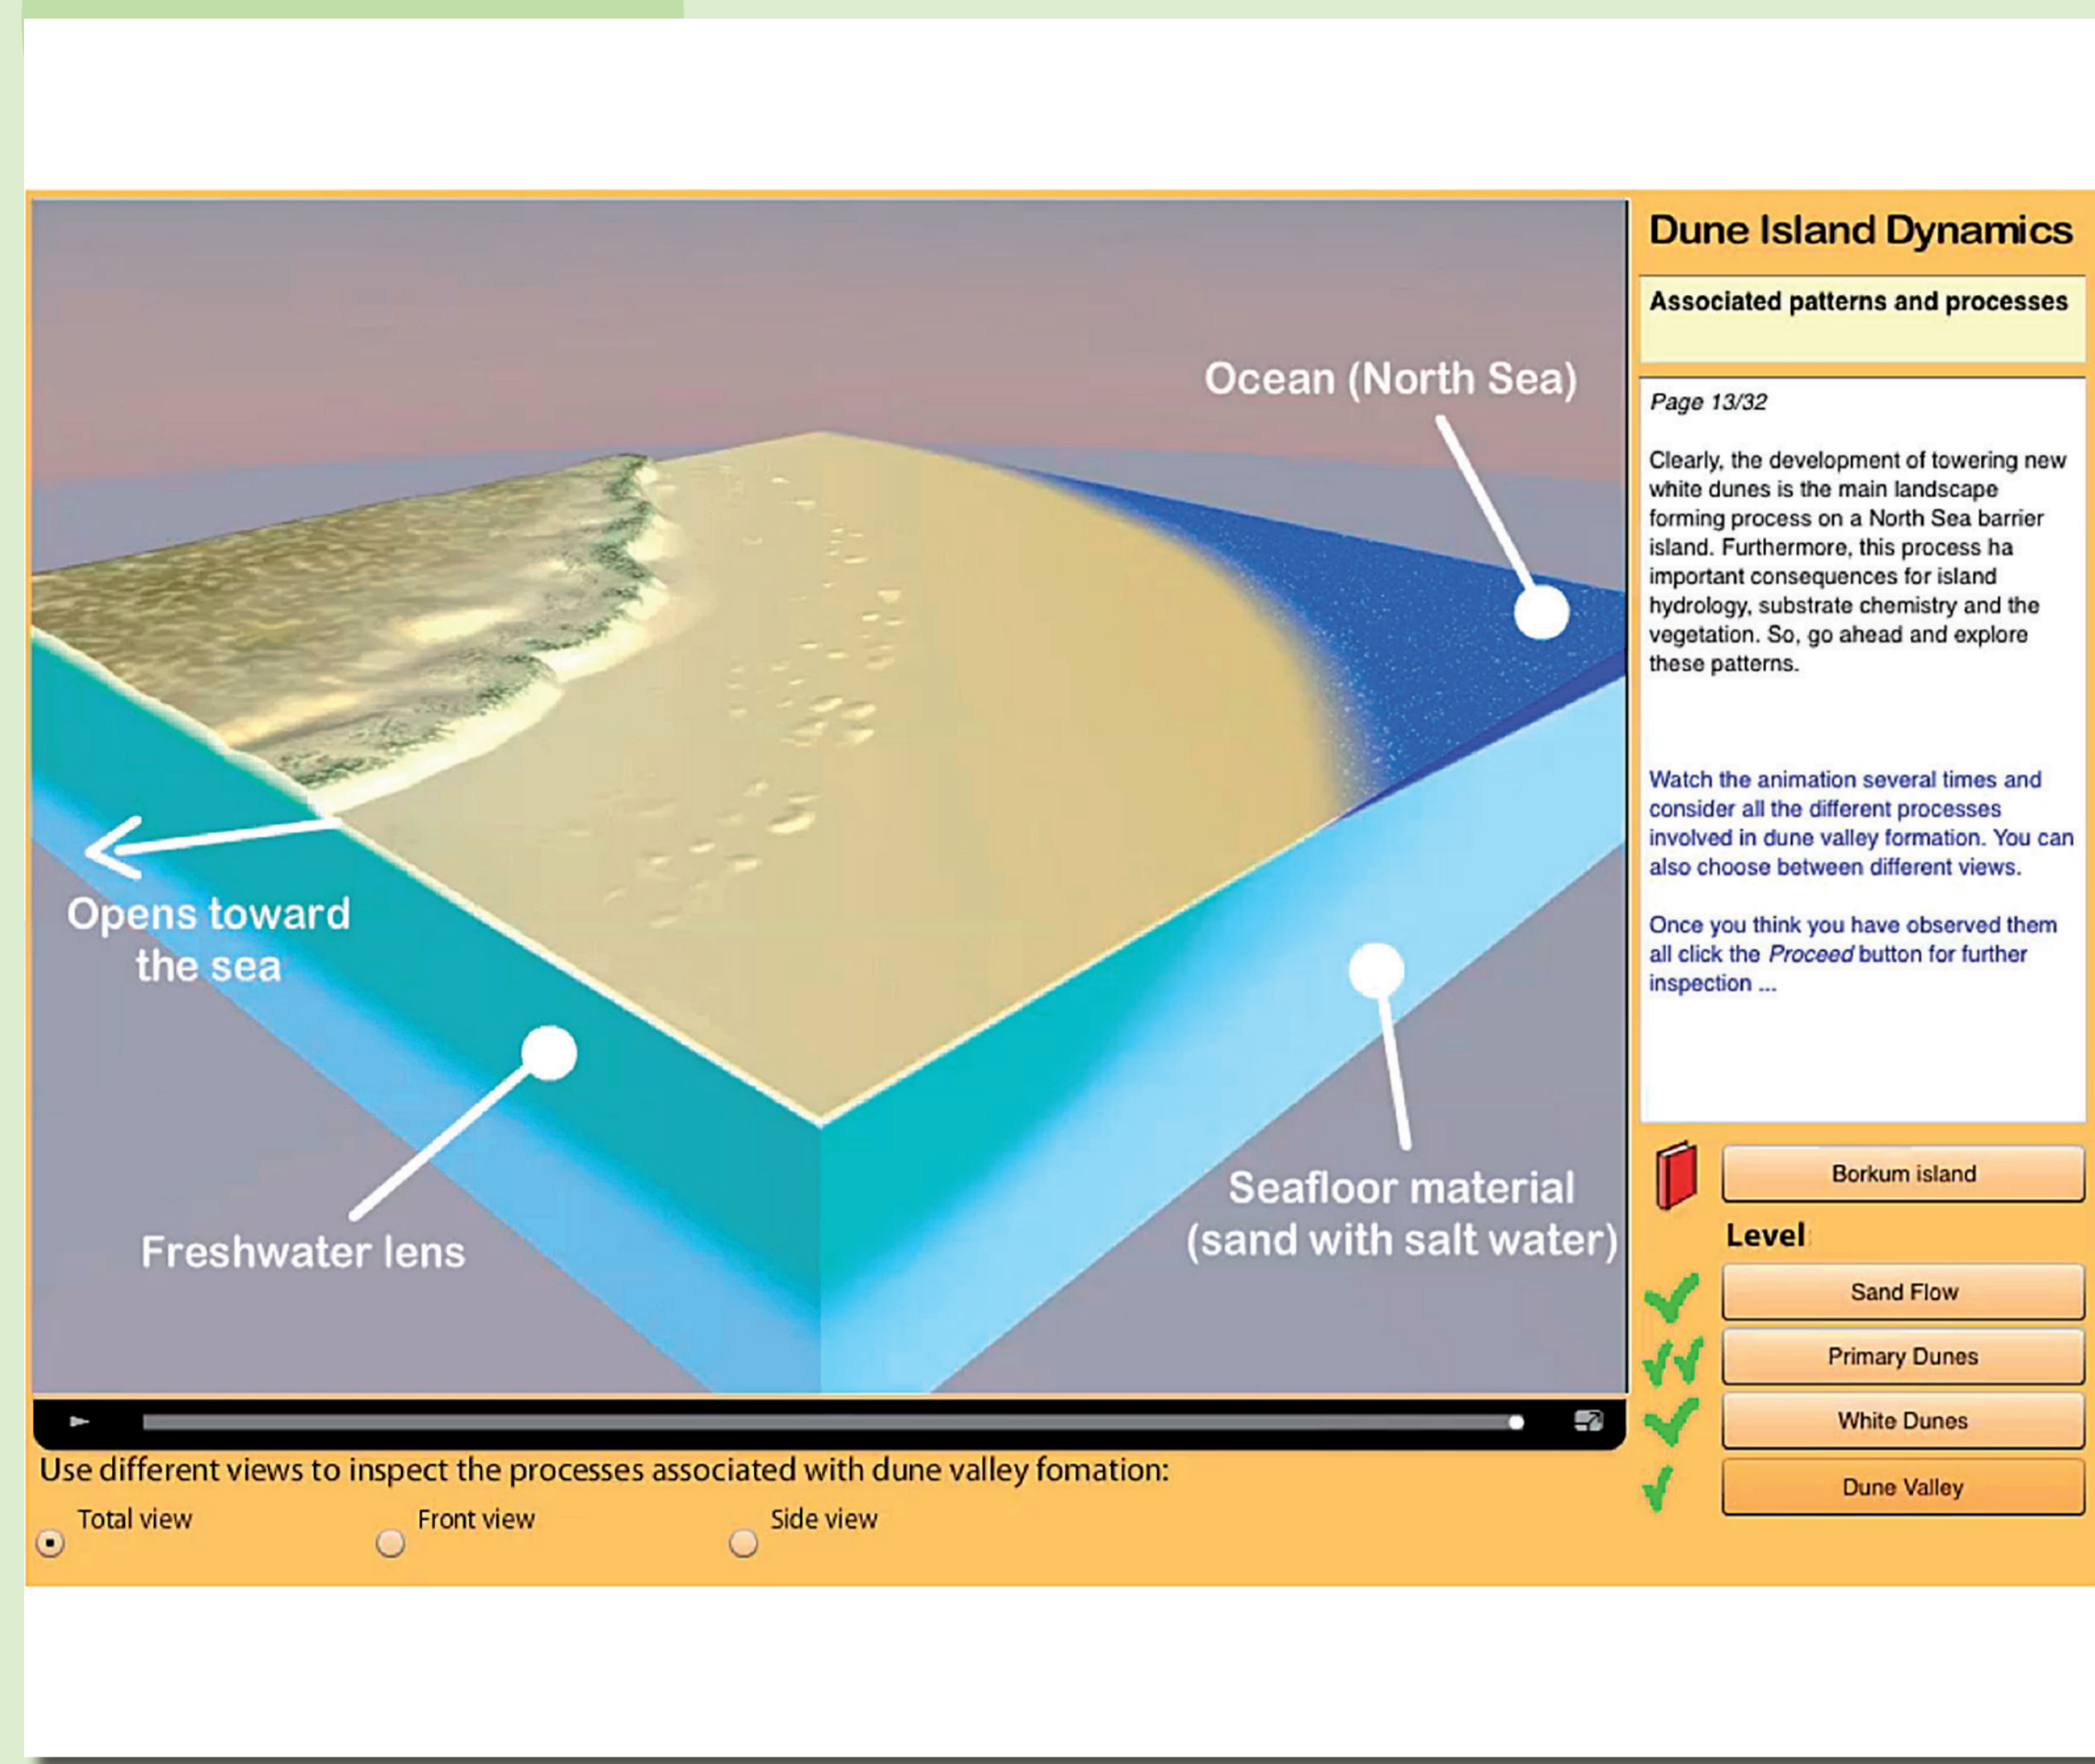 Ocean (North Sea)
Opens toward
the sea
Freshwater lens
Seafloor material
(sand with salt water)
Use different views to inspect the processes associated with dune valley fomation:
Total view
Front view
Side view
Dune Island Dynamics
Associated patterns and processes
Page 13/32
Clearly, the development of towering new
white dunes is the main landscape
forming process on a North Sea barrier
island. Furthermore, this process ha
important consequences for island
hydrology, substrate chemistry and the
vegetation. So, go ahead and explore
these patterns.
Watch the animation several times and
consider all the different processes
involved in dune valley formation. You can
also choose between different views.
Once you think you have observed them
all click the Proceed button for further
inspection ...
Borkum island
Level:
Sand Flow
Primary Dunes
White Dunes
Dune Valley